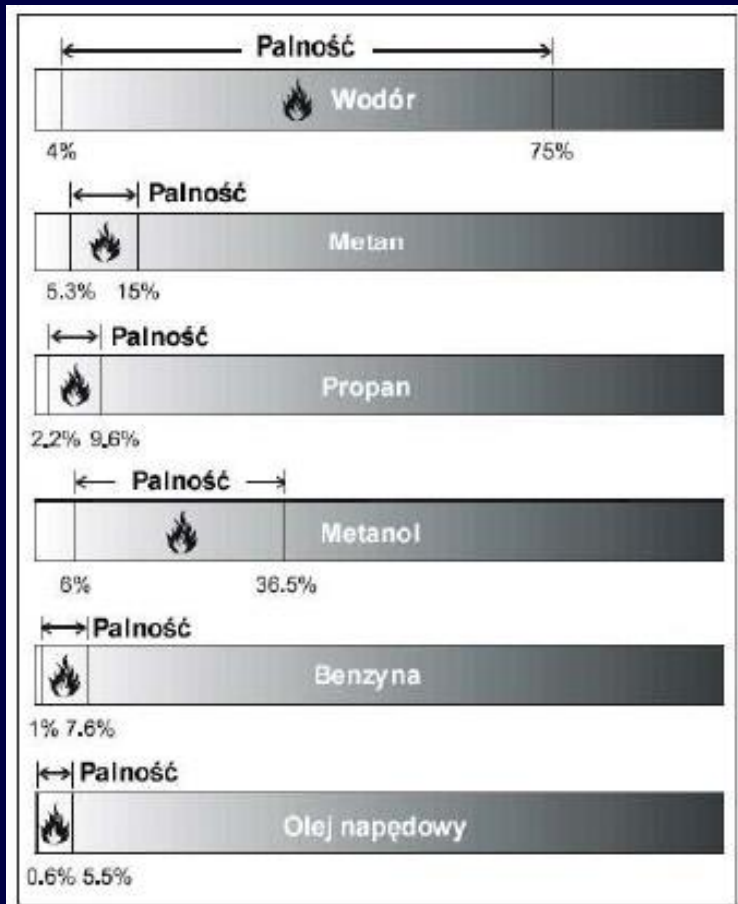 Palność
Wodór
4% 75%
Palność
Metan
5.3% 15%
Palność
Propan
2.2% 9.6%
Palność
Metanol
6% 36.5%
Palność
Benzyna
1% 7.6%
Palność
Olej napędowy
0.6% 5.5%